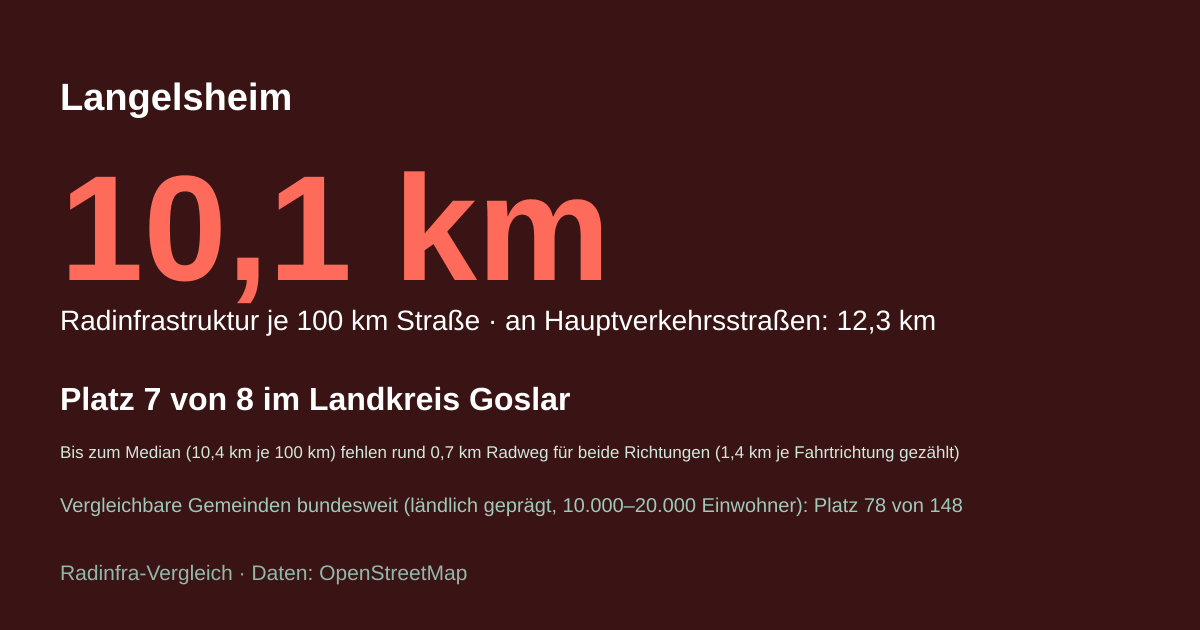 Langelsheim
10,1 km
Radinfrastruktur je 100 km Straße · an Hauptverkehrsstraßen: 12,3 km
Platz 7 von 8 im Landkreis Goslar
Bis zum Median (10,4 km je 100 km) fehlen rund 0,7 km Radweg für beide Richtungen (1,4 km je Fahrtrichtung gezählt)
Vergleichbare Gemeinden bundesweit (ländlich geprägt, 10.000–20.000 Einwohner): Platz 78 von 148
Radinfra-Vergleich · Daten: OpenStreetMap